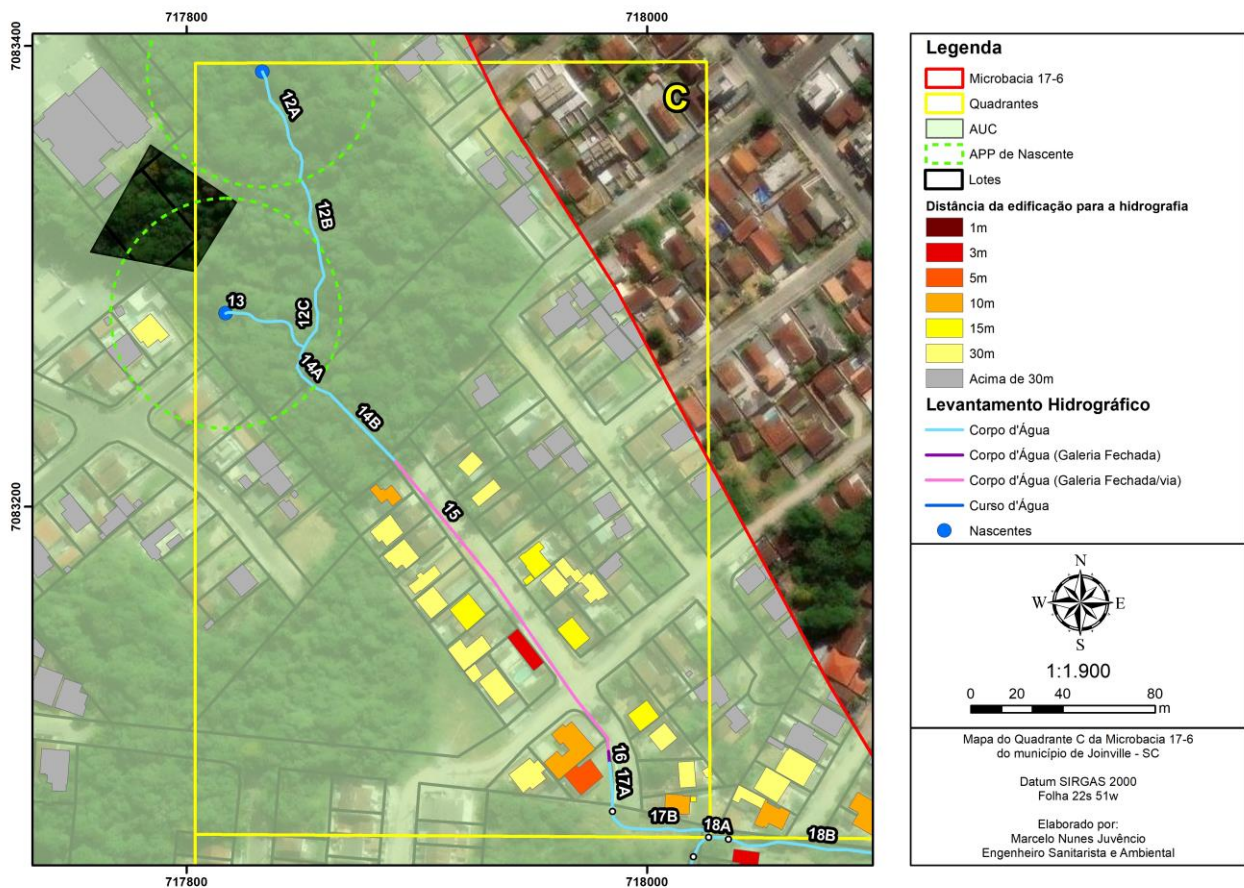 717800
718000
7083400
7083200
C
12A
12B
13
12C
14A
14B
15
16
17A
17B
18A
18B
717800
718000
Legenda
Microbacia 17-6
Quadrantes
AUC
APP de Nascente
Lotes
Distância da edificação para a hidrografia
1m
3m
5m
10m
15m
30m
Acima de 30m
Levantamento Hidrográfico
Corpo d'Água
Corpo d'Água (Galeria Fechada)
Corpo d'Água (Galeria Fechada/via)
Curso d'Água
Nascentes
N
W E
S
1:1.900
0 20 40 80
m
Mapa do Quadrante C da Microbacia 17-6
do município de Joinville - SC
Datum SIRGAS 2000
Folha 22s 51w
Elaborado por:
Marcelo Nunes Juvêncio
Engenheiro Sanitarista e Ambiental